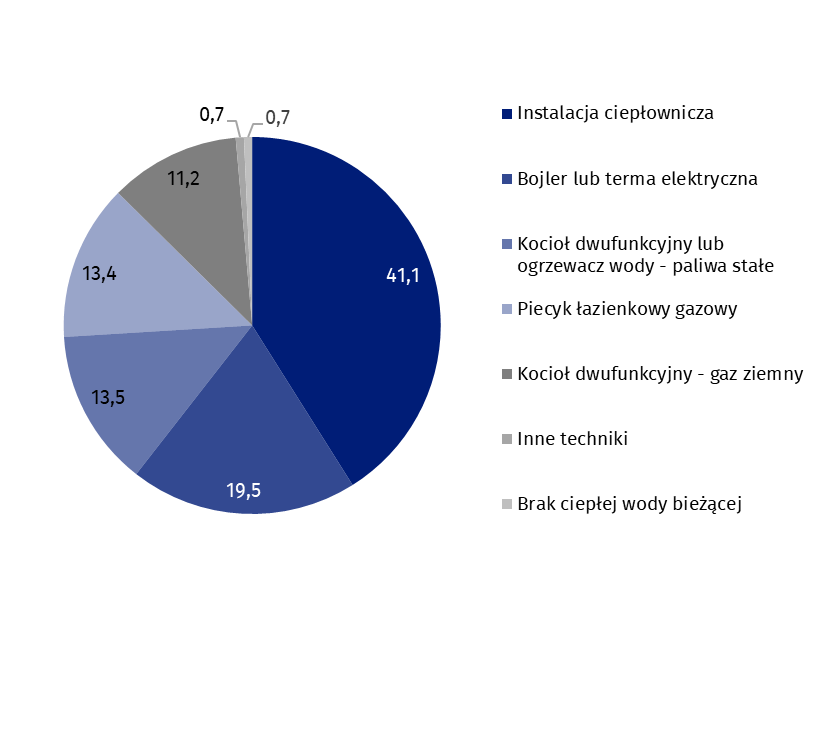 0,7
0,7
11,2
13,4
41,1
13,5
19,5
Instalacja ciepłownicza
Bojler lub terma elektryczna
Kocioł dwufunkcyjny lub
ogrzewacz wody - paliwa stałe
Piecyk łazienkowy gazowy
Kocioł dwufunkcyjny - gaz ziemny
Inne techniki
Brak ciepłej wody bieżącej